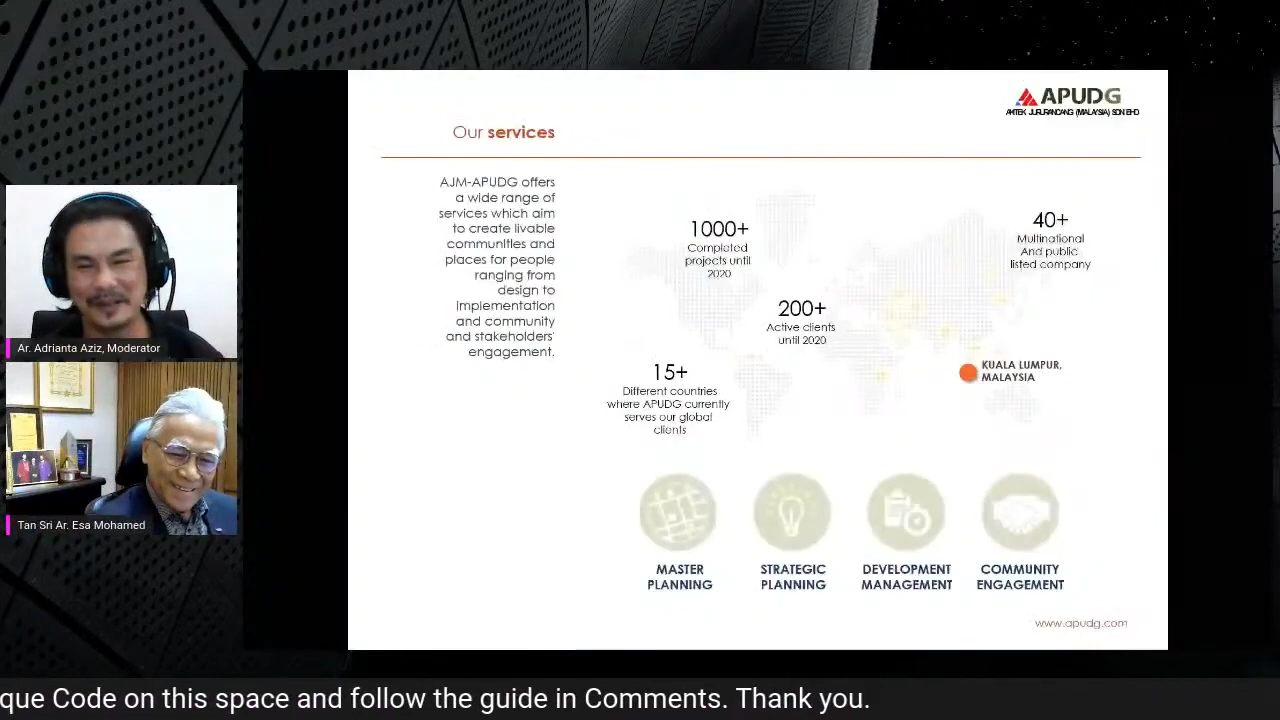 APUDG
AKITEK JURURANCANG (MALAYSIA) SDN BHD
Our services
AJM-APUDG offers
a wide range of
services which aim
to create livable
communities and
places for people
ranging from
design to
implementation
and community
and stakeholders'
engagement.
1000+
Completed
projects until
2020
40+
Multinational
And public
listed company
200+
Active clients
until 2020
15+
Different countries
where APUDG currently
serves our global
clients
KUALA LUMPUR,
MALAYSIA
MASTER
PLANNING
STRATEGIC
PLANNING
DEVELOPMENT
MANAGEMENT
COMMUNITY
ENGAGEMENT
www.apudg.com
Ar. Adrianta Aziz, Moderator
Tan Sri Ar. Esa Mohamed
que Code on this space and follow the guide in Comments. Thank you.